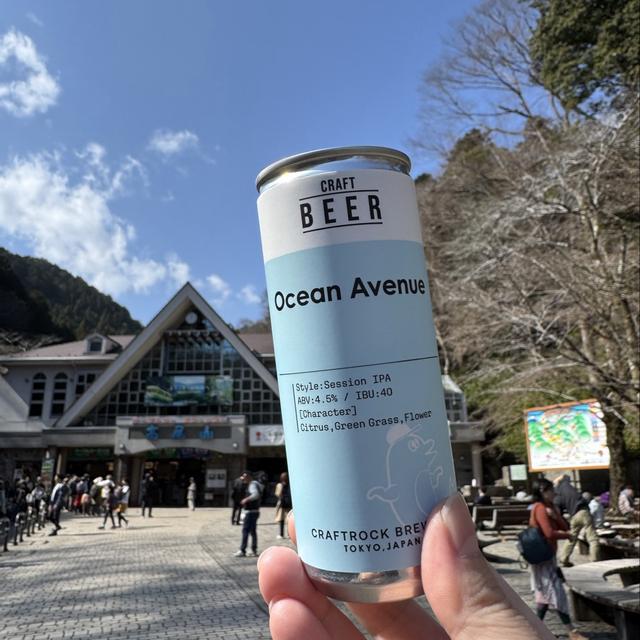 CRAFT
BEER
Ocean Avenue
Style:Session IPA
ABV:4.5% / IBU:40
[Character]
Citrus,Green Grass,Flower
CRAFTROCK BREW
TOKYO,JAPAN